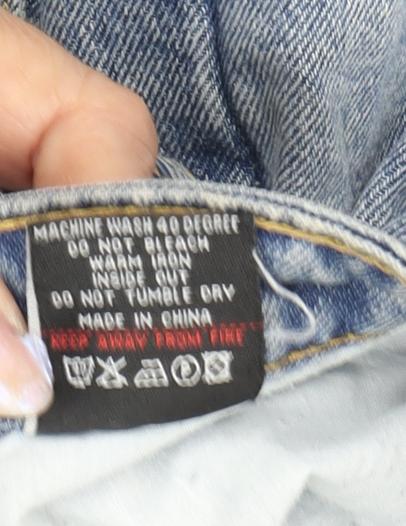 MACHINE WASH 40 DEGREE
DO NOT BLEACH
WARM IRON
INSIDE OUT
DO NOT TUMBLE DRY
MADE IN CHINA
KEEP AWAY FROM FIRE